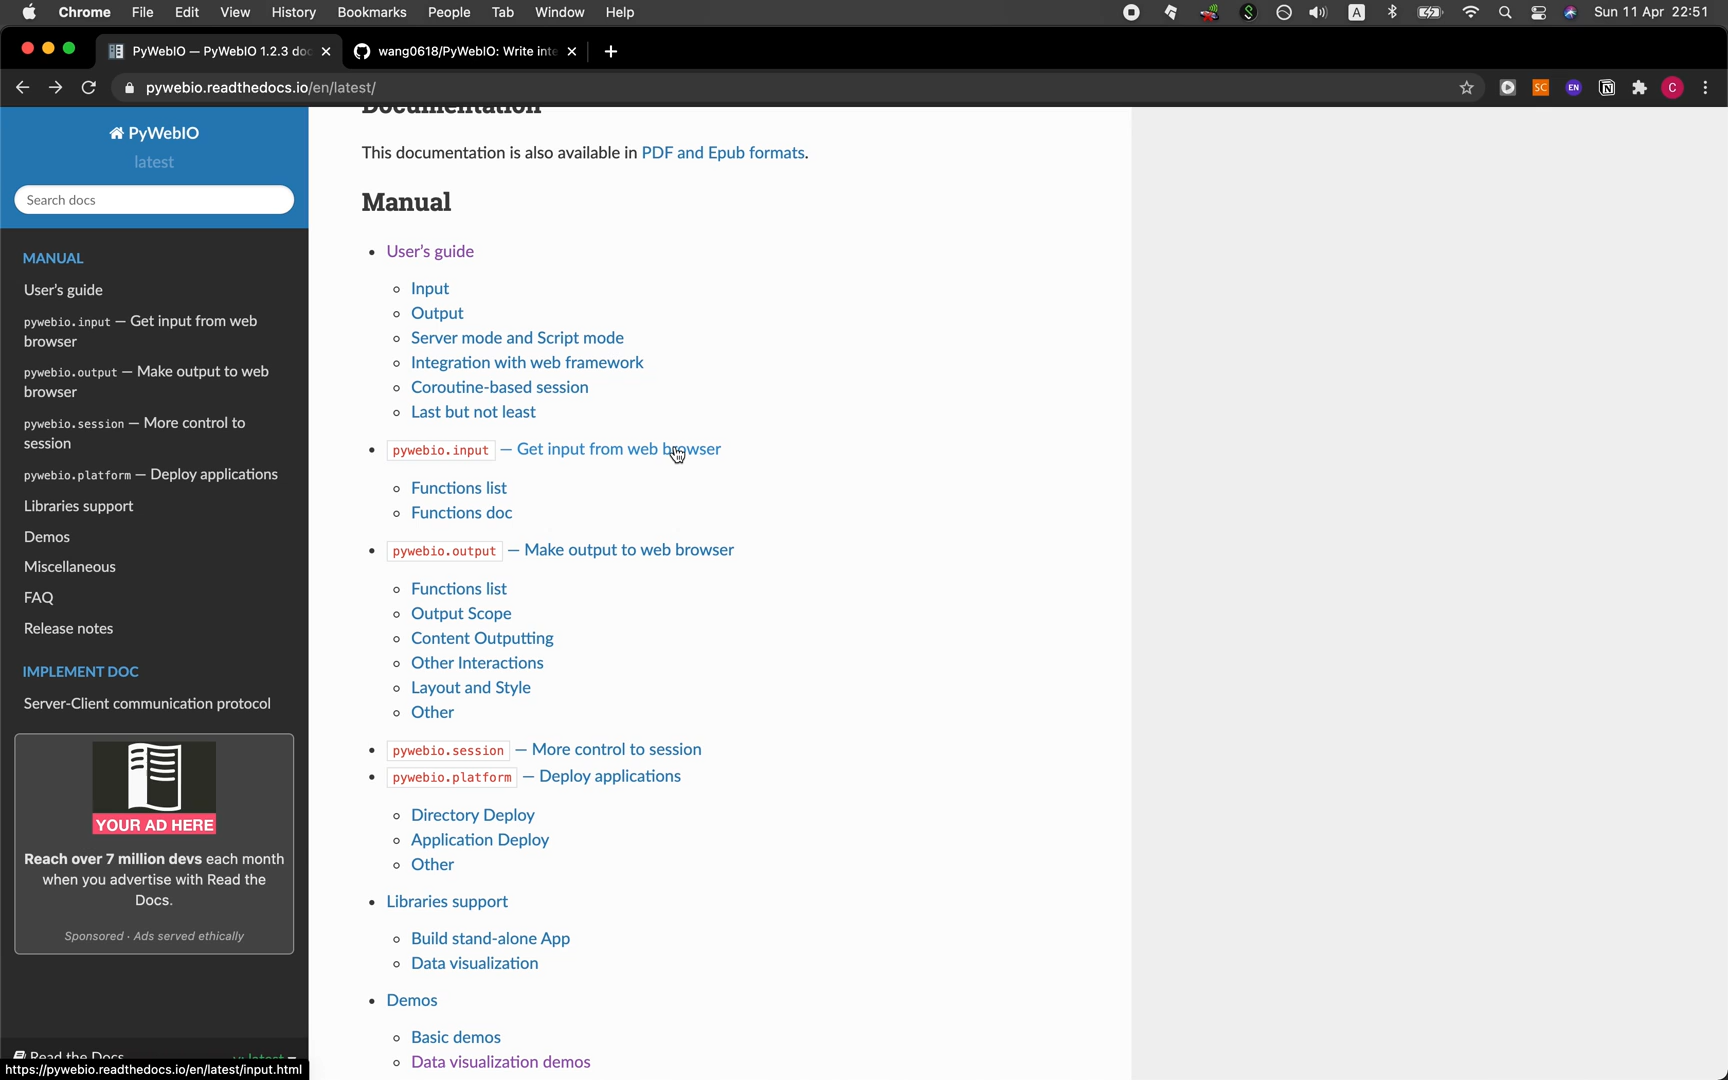 Chrome File Edit View History Bookmarks People Tab Window Help
A Sun 11 Apr 22:51
PyWebIO — PyWebIO 1.2.3 doc
wang0618/PyWebIO: Write inte
pywebio.readthedocs.io/en/latest/
SC EN C
PyWebIO
latest
Search docs
MANUAL
User's guide
pywebio.input — Get input from web
browser
pywebio.output — Make output to web
browser
pywebio.session — More control to
session
pywebio.platform — Deploy applications
Libraries support
Demos
Miscellaneous
FAQ
Release notes
IMPLEMENT DOC
Server-Client communication protocol
YOUR AD HERE
Reach over 7 million devs each month
when you advertise with Read the
Docs.
Sponsored · Ads served ethically
Read the Docs v: latest
https://pywebio.readthedocs.io/en/latest/input.html
Documentation
This documentation is also available in PDF and Epub formats.
Manual
User's guide
Input
Output
Server mode and Script mode
Integration with web framework
Coroutine-based session
Last but not least
pywebio.input — Get input from web browser
Functions list
Functions doc
pywebio.output — Make output to web browser
Functions list
Output Scope
Content Outputting
Other Interactions
Layout and Style
Other
pywebio.session — More control to session
pywebio.platform — Deploy applications
Directory Deploy
Application Deploy
Other
Libraries support
Build stand-alone App
Data visualization
Demos
Basic demos
Data visualization demos